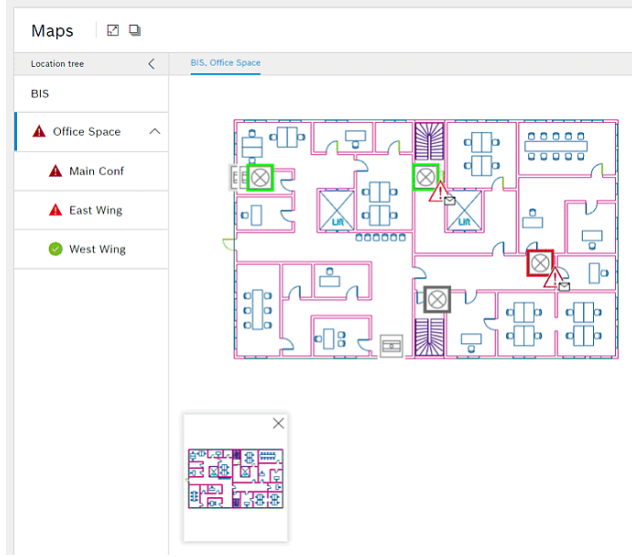 Maps
Location tree
BIS, Office Space
BIS
Office Space
Main Conf
East Wing
West Wing
Lift
Lift